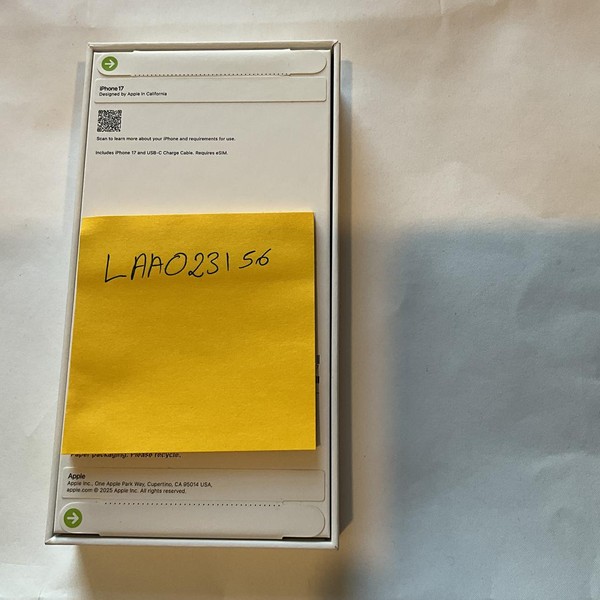 iPhone 17
Designed by Apple in California
Scan to learn more about your iPhone and requirements for use.
Includes iPhone 17 and USB-C Charge Cable. Requires eSIM.
LAA023156
Paper packaging. Please recycle.
Apple
Apple Inc., One Apple Park Way, Cupertino, CA 95014 USA,
apple.com © 2025 Apple Inc. All rights reserved.